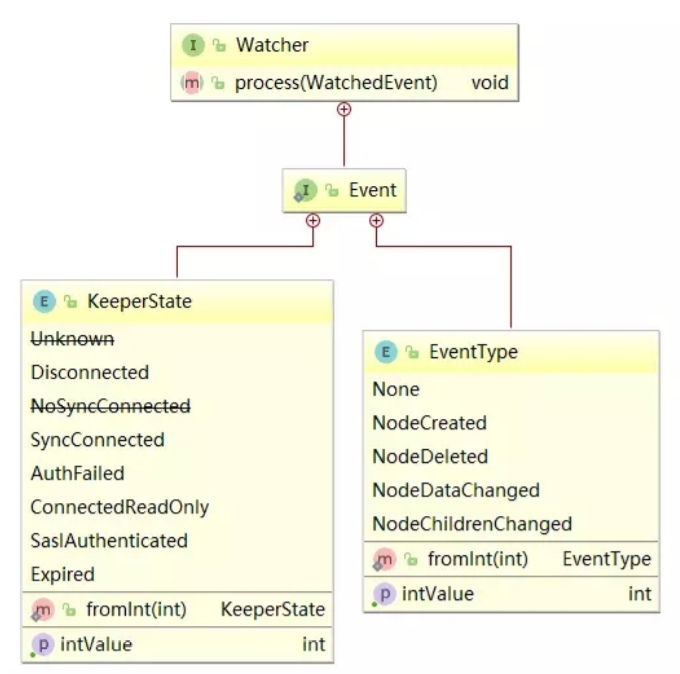 I Watcher
m process(WatchedEvent) void
I Event
E KeeperState
Unknown
Disconnected
NoSyncConnected
SyncConnected
AuthFailed
ConnectedReadOnly
SaslAuthenticated
Expired
m fromInt(int) KeeperState
p intValue int
E EventType
None
NodeCreated
NodeDeleted
NodeDataChanged
NodeChildrenChanged
m fromInt(int) EventType
p intValue int